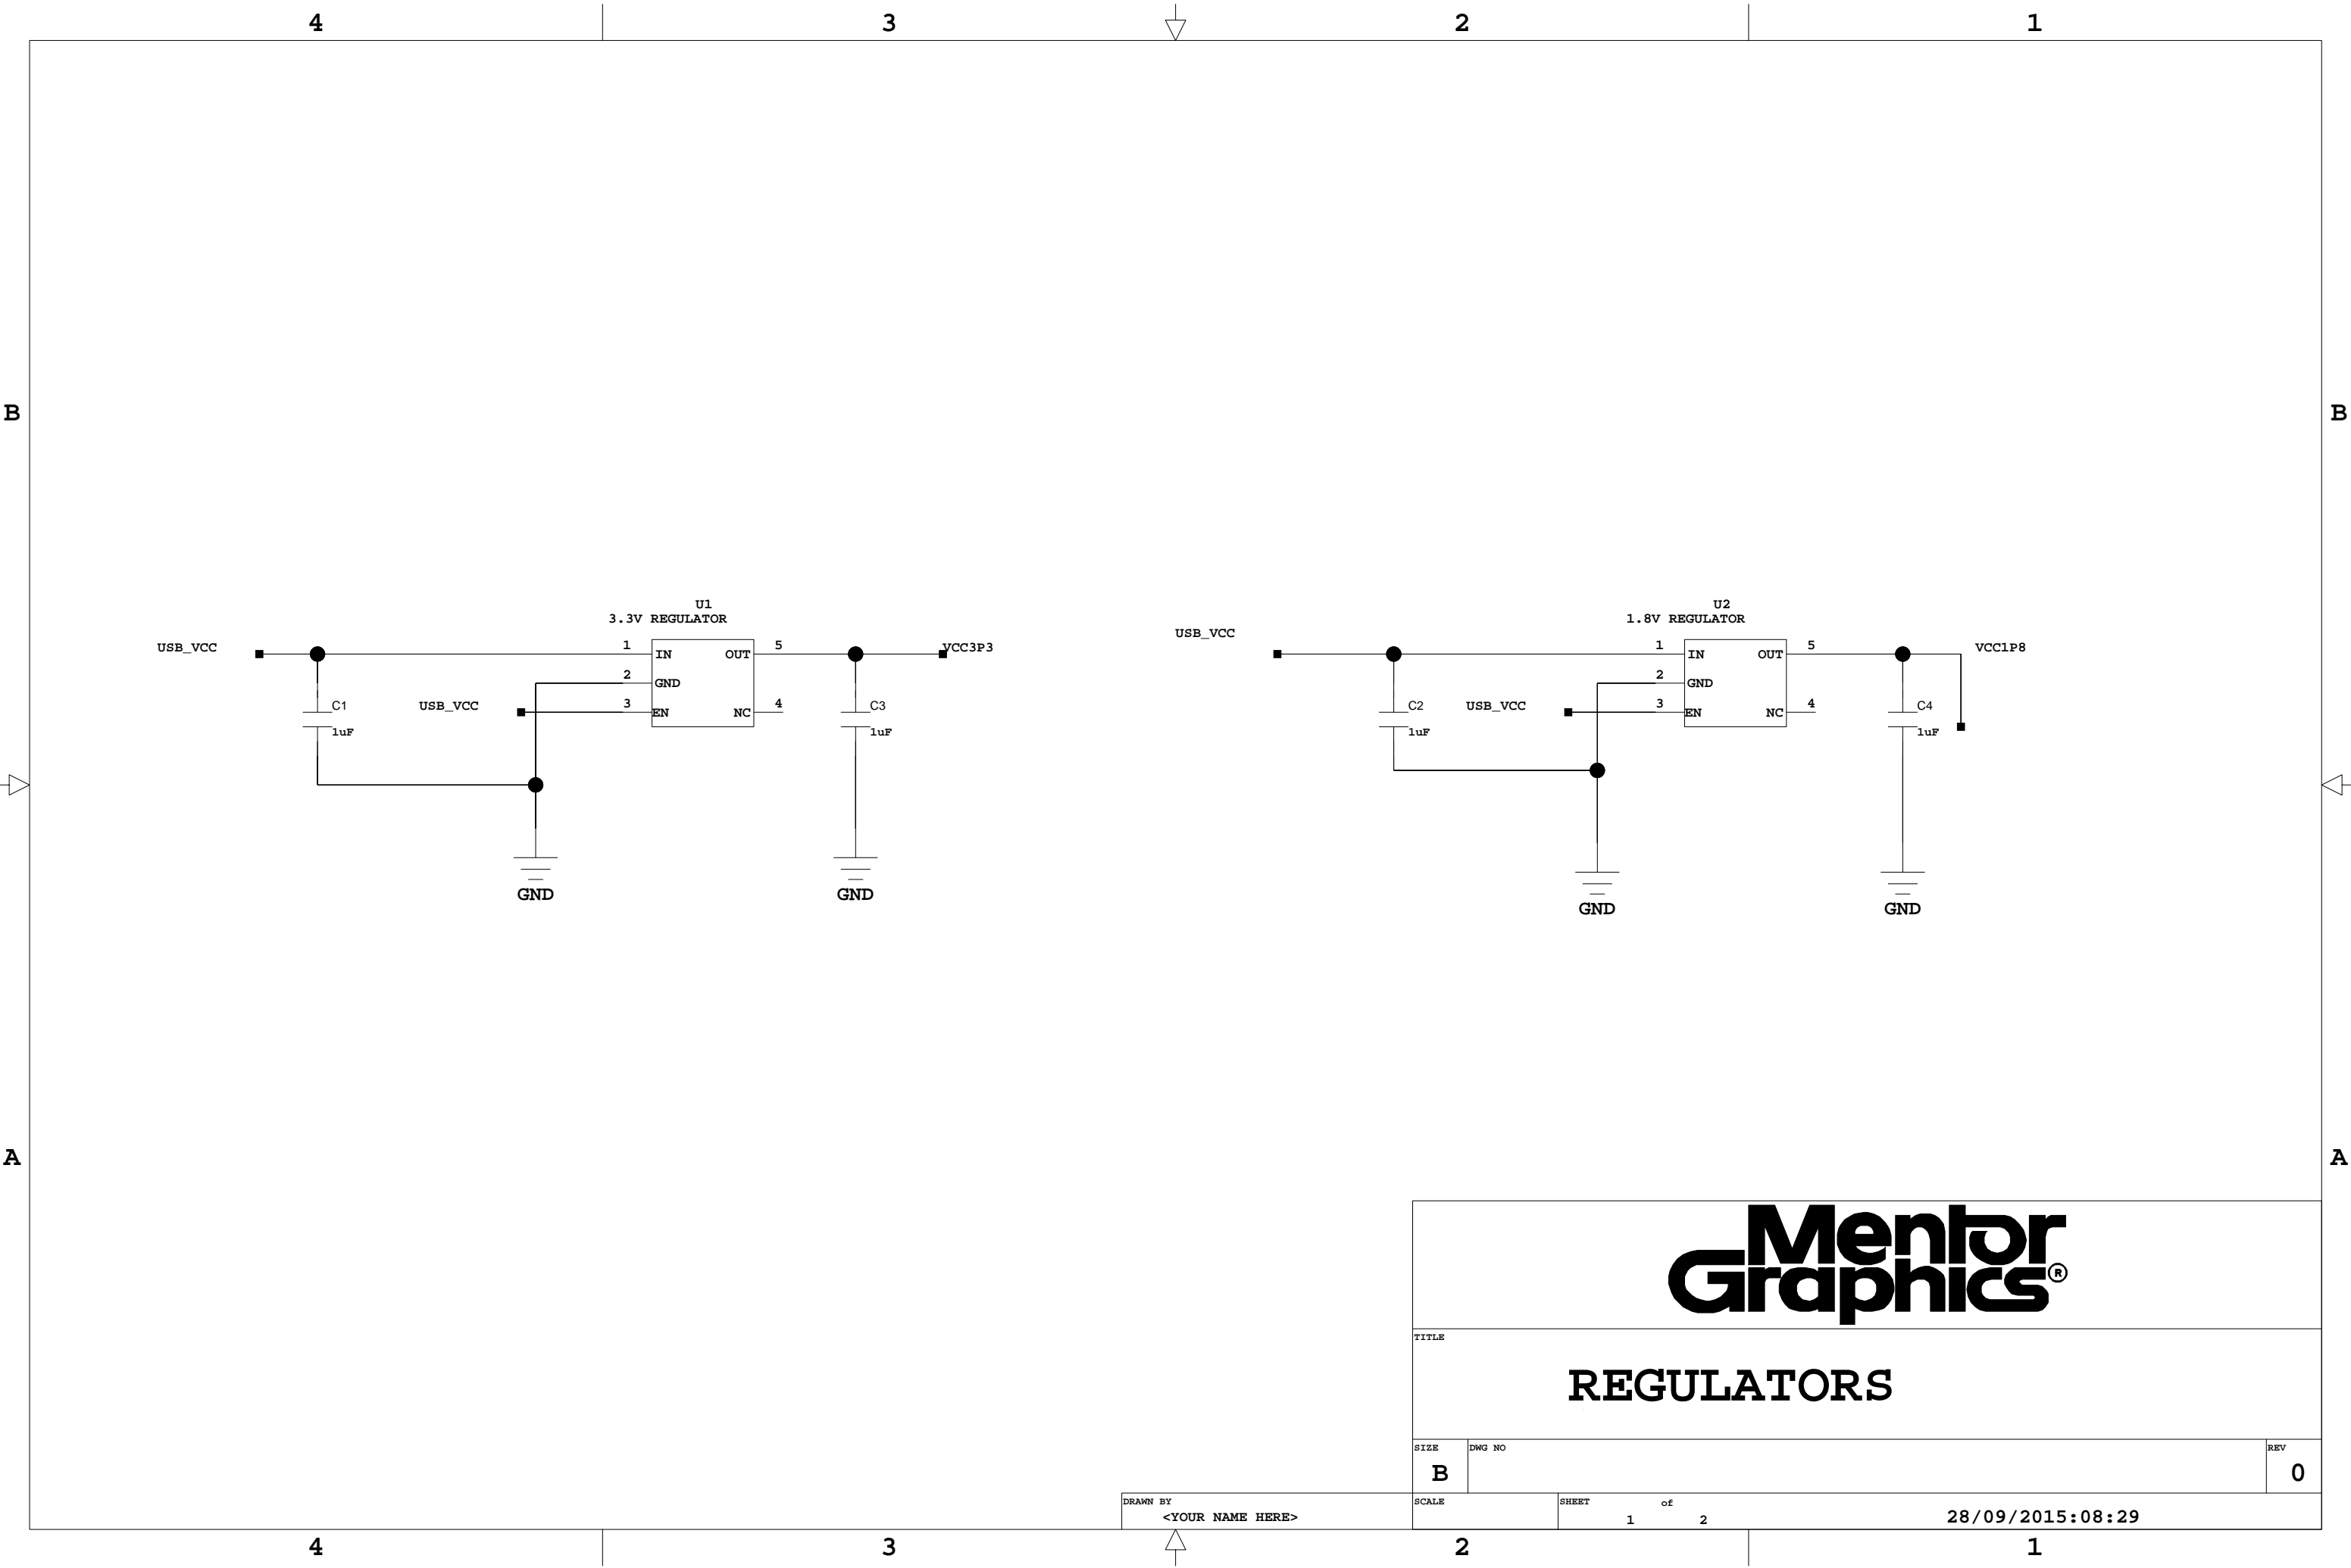 4 3 2 1
B B
U1
3.3V REGULATOR
USB_VCC
1 IN OUT 5
VCC3P3
2 GND
USB_VCC
3 EN NC 4
C1
1uF
C3
1uF
GND
GND
U2
1.8V REGULATOR
USB_VCC
1 IN OUT 5
VCC1P8
2 GND
USB_VCC
3 EN NC 4
C2
1uF
C4
1uF
GND
GND
A A
Mentor
Graphics®
TITLE
REGULATORS
SIZE DWG NO REV
B 0
DRAWN BY SCALE SHEET of
<YOUR NAME HERE> 1 2 28/09/2015:08:29
4 3 2 1